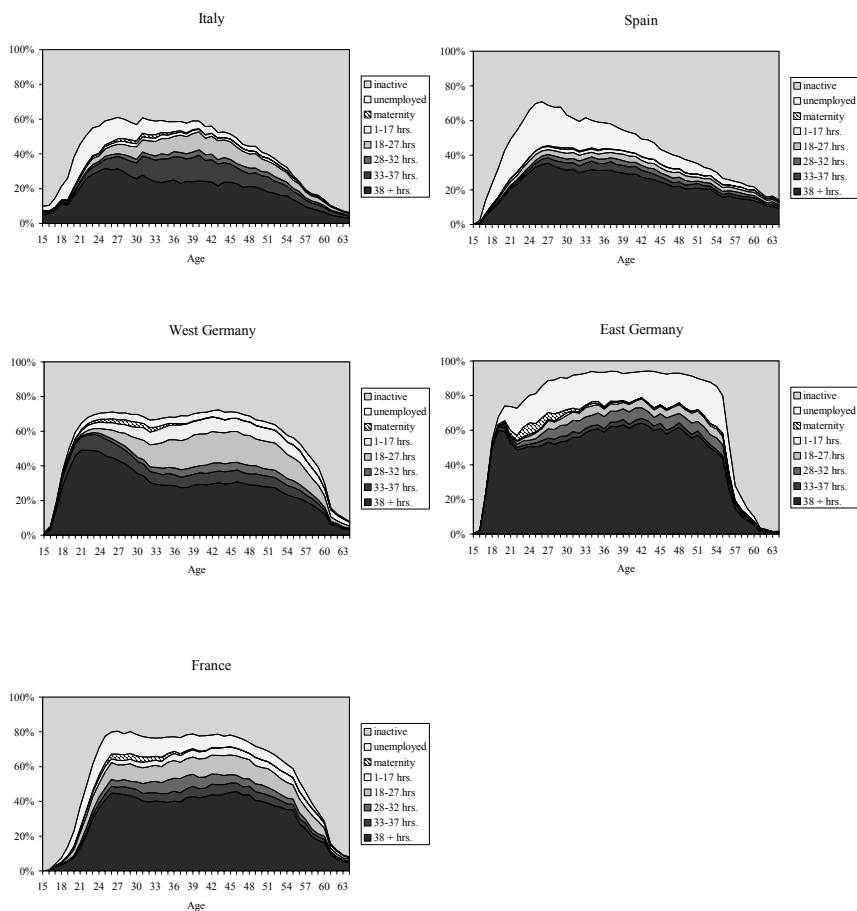 Italy
100%
80%
60%
40%
20%
0%
15 18 21 24 27 30 33 36 39 42 45 48 51 54 57 60 63
Age
inactive
unemployed
maternity
1-17 hrs.
18-27.hrs
28-32 hrs.
33-37 hrs.
38 + hrs.
Spain
100%
80%
60%
40%
20%
0%
15 18 21 24 27 30 33 36 39 42 45 48 51 54 57 60 63
Age
inactive
unemployed
maternity
1-17 hrs.
18-27.hrs
28-32 hrs.
33-37 hrs.
38 + hrs.
West Germany
100%
80%
60%
40%
20%
0%
15 18 21 24 27 30 33 36 39 42 45 48 51 54 57 60 63
Age
inactive
unemployed
maternity
1-17 hrs.
18-27.hrs
28-32 hrs.
33-37 hrs.
38 + hrs.
East Germany
100%
80%
60%
40%
20%
0%
15 18 21 24 27 30 33 36 39 42 45 48 51 54 57 60 63
Age
inactive
unemployed
maternity
1-17 hrs.
18-27.hrs
28-32 hrs.
33-37 hrs.
38 + hrs.
France
100%
80%
60%
40%
20%
0%
15 18 21 24 27 30 33 36 39 42 45 48 51 54 57 60 63
Age
inactive
unemployed
maternity
1-17 hrs.
18-27.hrs
28-32 hrs.
33-37 hrs.
38 + hrs.